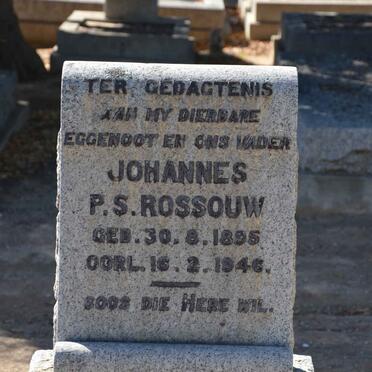 TER GEDAGTENIS
AAN MY DIERBARE
EGGENOOT EN ONS VADER
JOHANNES
P.S. ROSSOUW
GEB. 30. 8. 1895
OORL. 16. 2. 1946.
SOOS DIE HERE WIL.